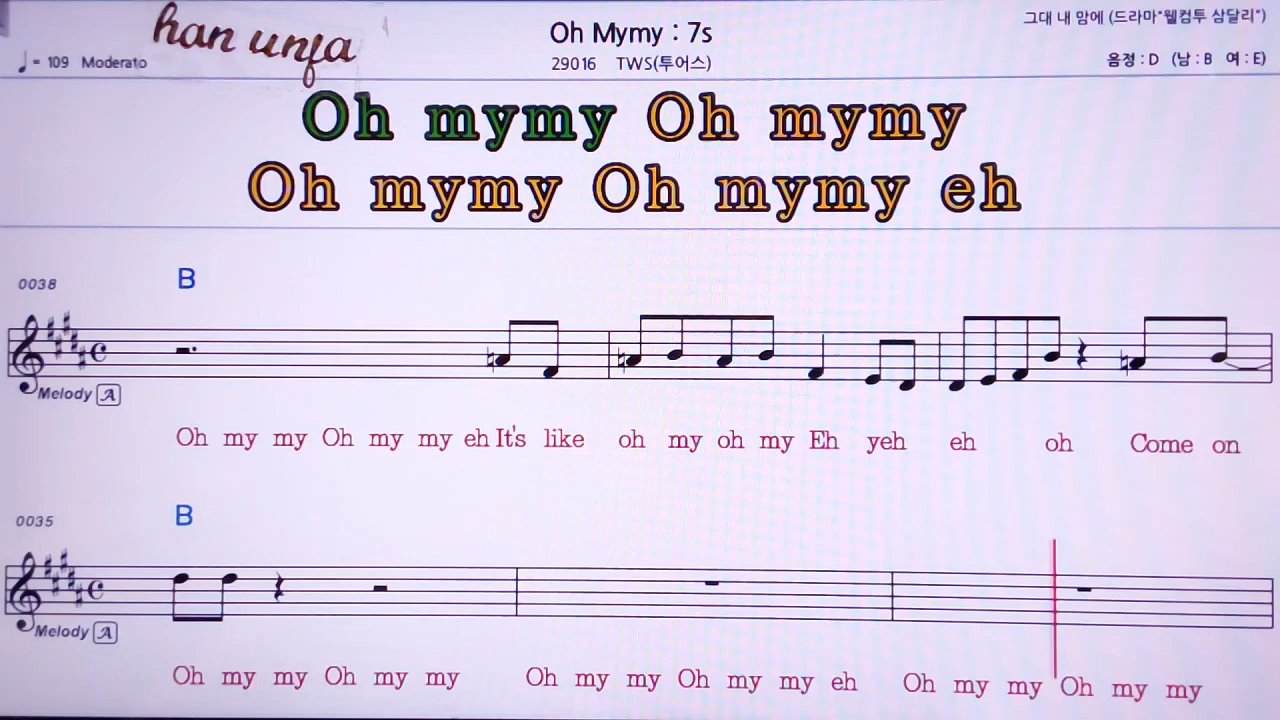 han unja
Oh Mymy : 7s
그대 내 맘에 (드라마"웰컴투 삼달리")
♩= 109 Moderato
29016 TWS(투어스)
음정 : D (남 : B 여 : E)
Oh mymy Oh mymy
Oh mymy Oh mymy eh
0038
B
Melody A
Oh my my Oh my my eh It's like oh my oh my Eh yeh eh oh Come on
0035
B
Melody A
Oh my my Oh my my Oh my my Oh my my eh Oh my my Oh my my